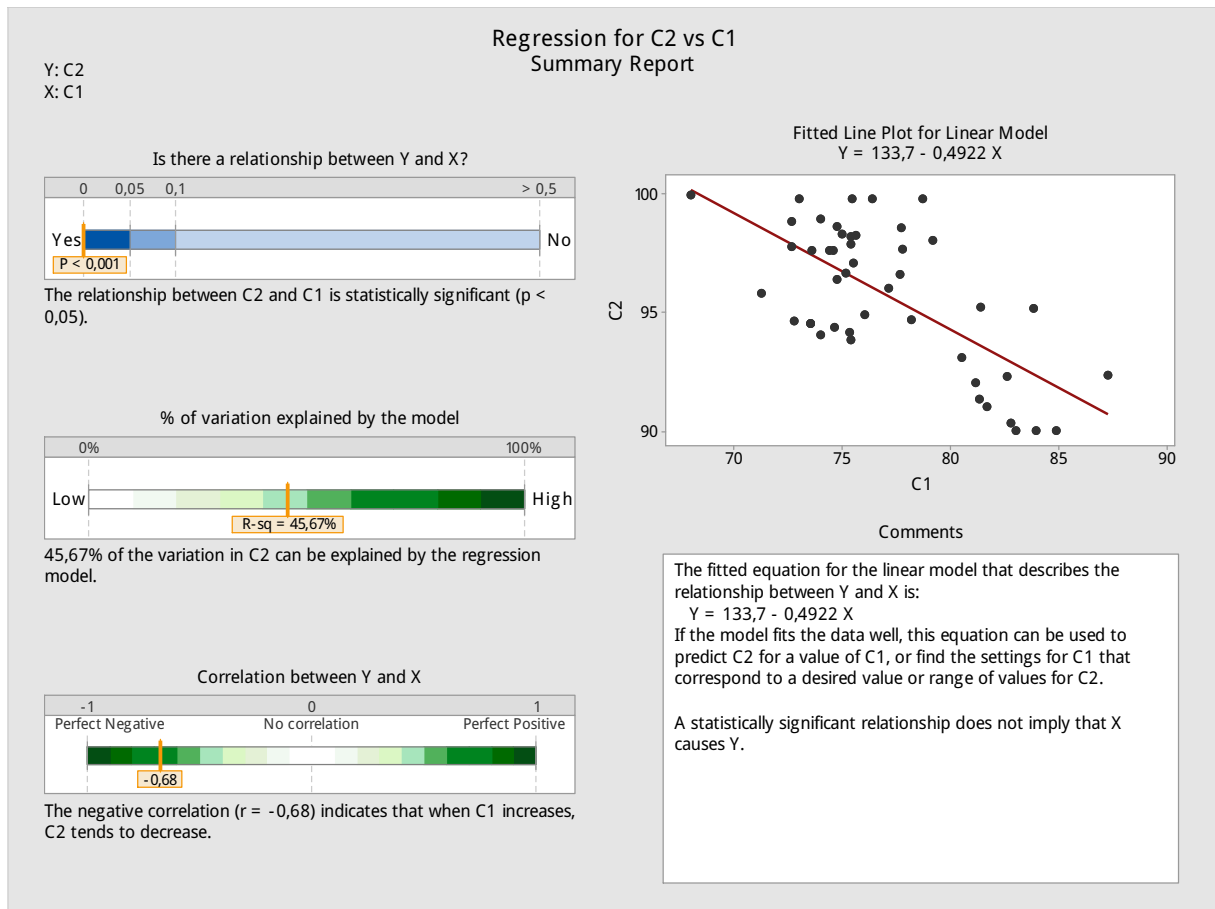 Regression for C2 vs C1
Summary Report
Y: C2
X: C1
Is there a relationship between Y and X?
0 0,05 0,1 > 0,5
Yes No
P < 0,001
The relationship between C2 and C1 is statistically significant (p <
0,05).
% of variation explained by the model
0% 100%
Low High
R-sq = 45,67%
45,67% of the variation in C2 can be explained by the regression
model.
Correlation between Y and X
-1 0 1
Perfect Negative No correlation Perfect Positive
-0,68
The negative correlation (r = -0,68) indicates that when C1 increases,
C2 tends to decrease.
Fitted Line Plot for Linear Model
Y = 133,7 - 0,4922 X
100
95
90
C2
70 75 80 85 90
C1
Comments
The fitted equation for the linear model that describes the
relationship between Y and X is:
Y = 133,7 - 0,4922 X
If the model fits the data well, this equation can be used to
predict C2 for a value of C1, or find the settings for C1 that
correspond to a desired value or range of values for C2.
A statistically significant relationship does not imply that X
causes Y.